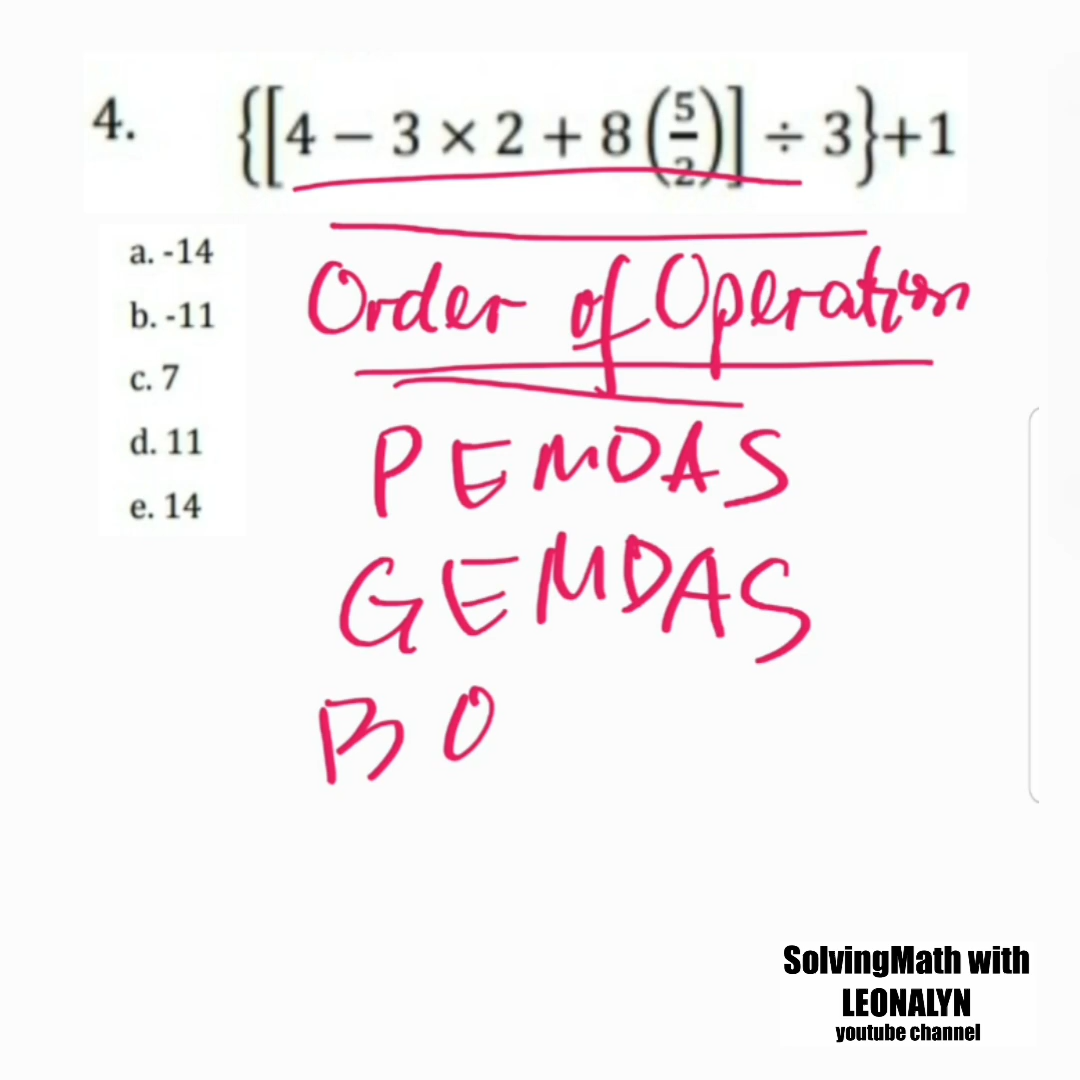 4. {[4 − 3 × 2 + 8(5/2)] ÷ 3}+1
a. -14
b. -11
c. 7
d. 11
e. 14
Order of Operation
PEMDAS
GEMDAS
BO
SolvingMath with
LEONALYN
youtube channel